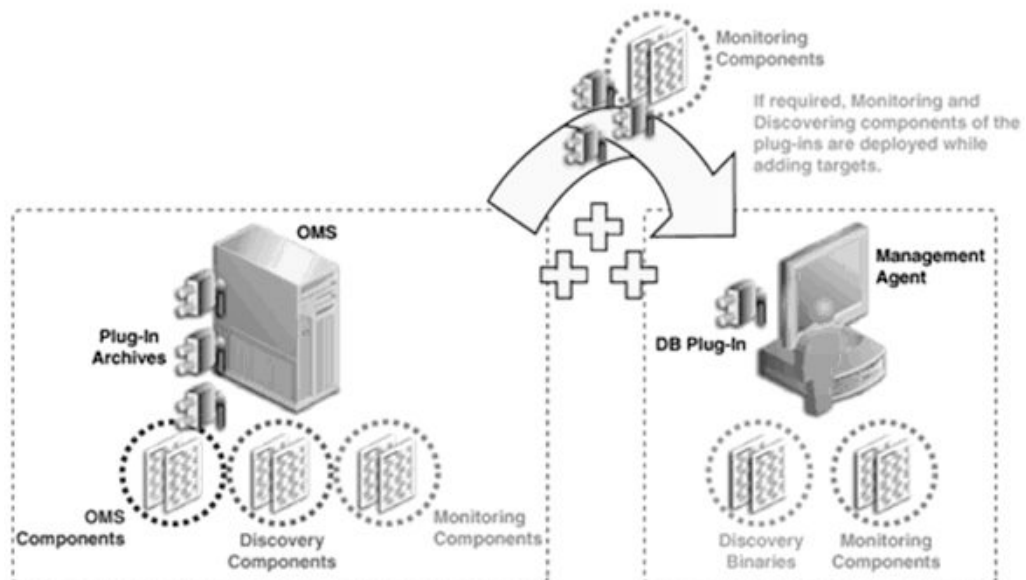 Monitoring
Components
If required, Monitoring and
Discovering components of the
plug-ins are deployed while
adding targets.
OMS
Plug-In
Archives
OMS
Components
Discovery
Components
Monitoring
Components
Management
Agent
DB Plug-In
Discovery
Binaries
Monitoring
Components